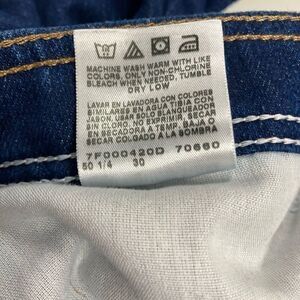 MACHINE WASH WARM WITH LIKE
COLORS, ONLY NON-CHLORINE
BLEACH WHEN NEEDED, TUMBLE
DRY LOW
LAVAR EN LAVADORA CON COLORES
SIMILARES EN AGUA TIBIA CON
JABON. USAR SOLO BLANQUEADOR
SIN CLORO. NO EXPRIMIR. SECAR
EN SECADORA A TEMP. BAJA O
SECAR COLGADO A LA SOMBRA
7F000420D 70660
50 1/4 30